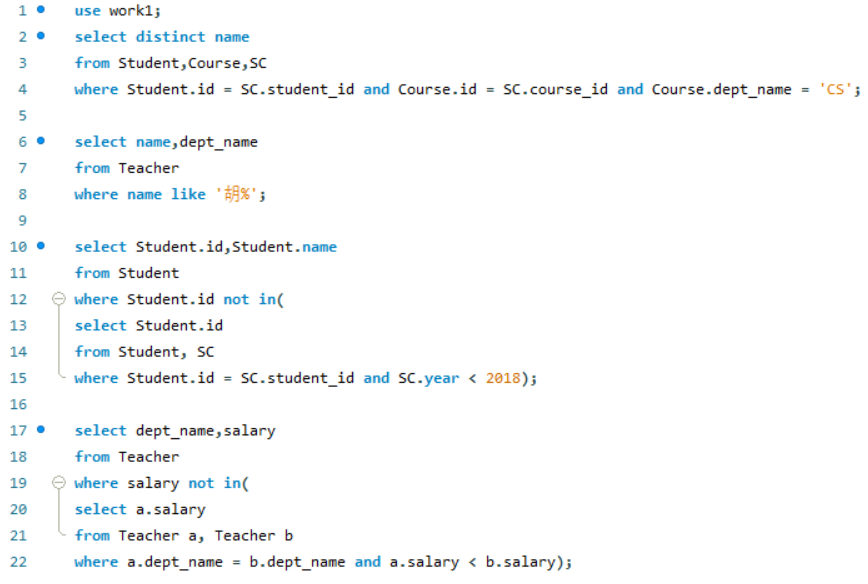 1 use work1;
2 select distinct name
3 from Student,Course,SC
4 where Student.id = SC.student_id and Course.id = SC.course_id and Course.dept_name = 'CS';
5
6 select name,dept_name
7 from Teacher
8 where name like '胡%';
9
10 select Student.id,Student.name
11 from Student
12 where Student.id not in(
13 select Student.id
14 from Student, SC
15 where Student.id = SC.student_id and SC.year < 2018);
16
17 select dept_name,salary
18 from Teacher
19 where salary not in(
20 select a.salary
21 from Teacher a, Teacher b
22 where a.dept_name = b.dept_name and a.salary < b.salary);